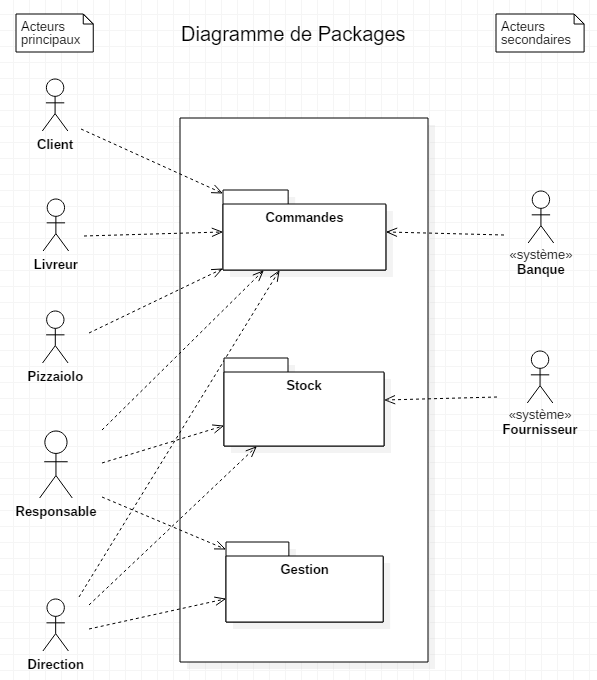 Acteurs
principaux
Diagramme de Packages
Acteurs
secondaires
Client
Commandes
Livreur
«système»
Banque
Pizzaiolo
Stock
«système»
Fournisseur
Responsable
Gestion
Direction